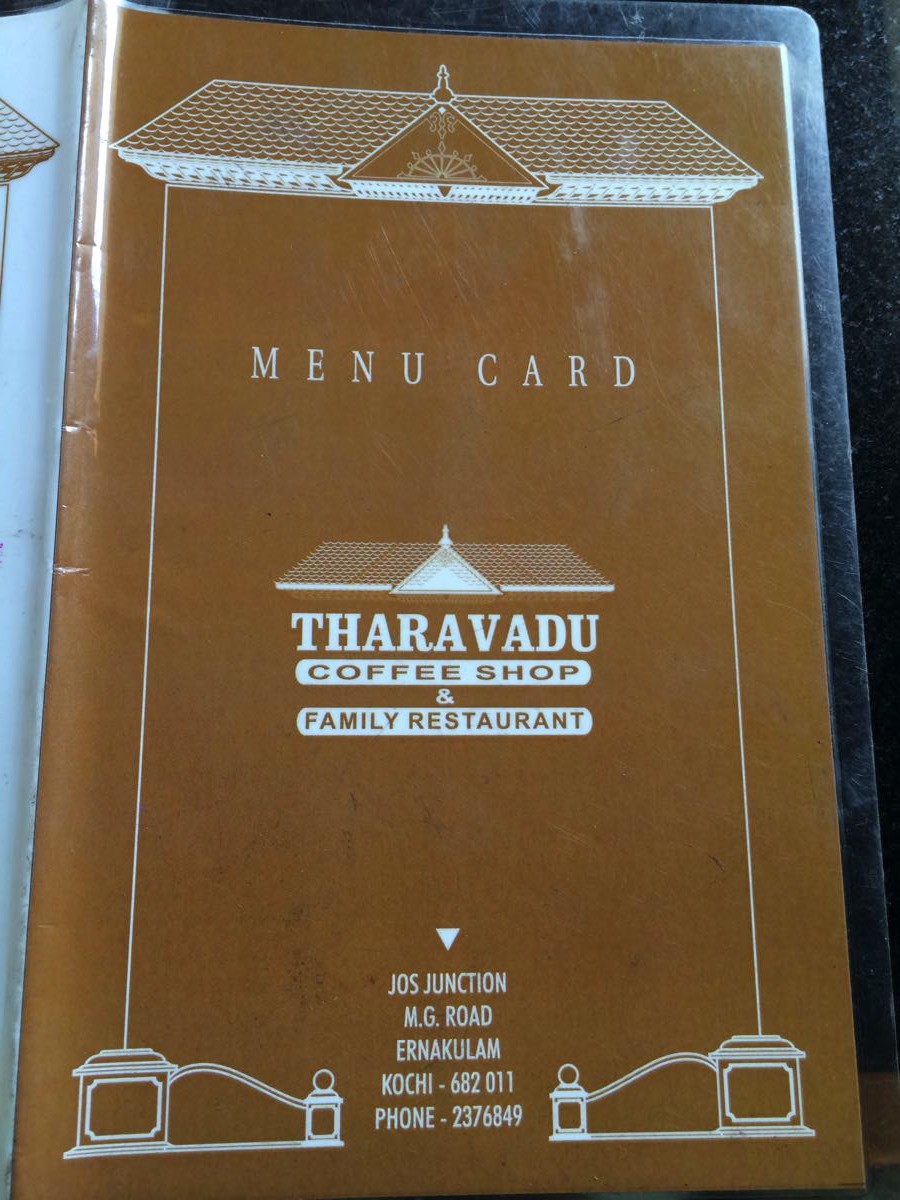 MENU CARD
THARAVADU
COFFEE SHOP
&
FAMILY RESTAURANT
JOS JUNCTION
M.G. ROAD
ERNAKULAM
KOCHI - 682 011
PHONE - 2376849